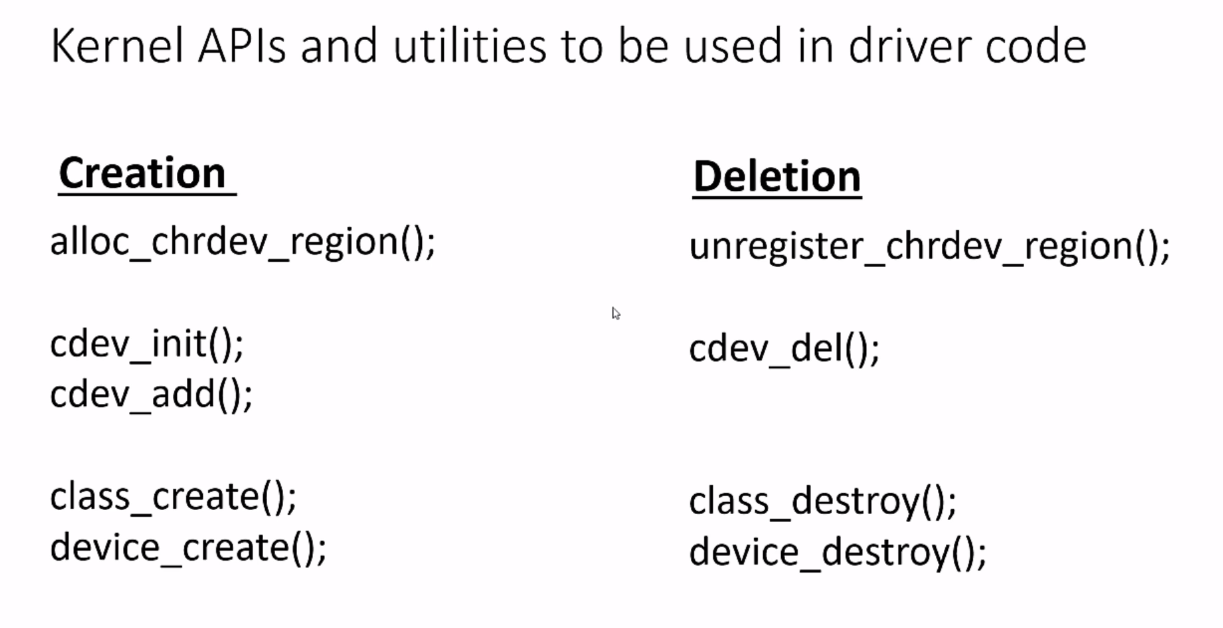 Kernel APIs and utilities to be used in driver code
Creation
alloc_chrdev_region();
cdev_init();
cdev_add();
class_create();
device_create();
Deletion
unregister_chrdev_region();
cdev_del();
class_destroy();
device_destroy();